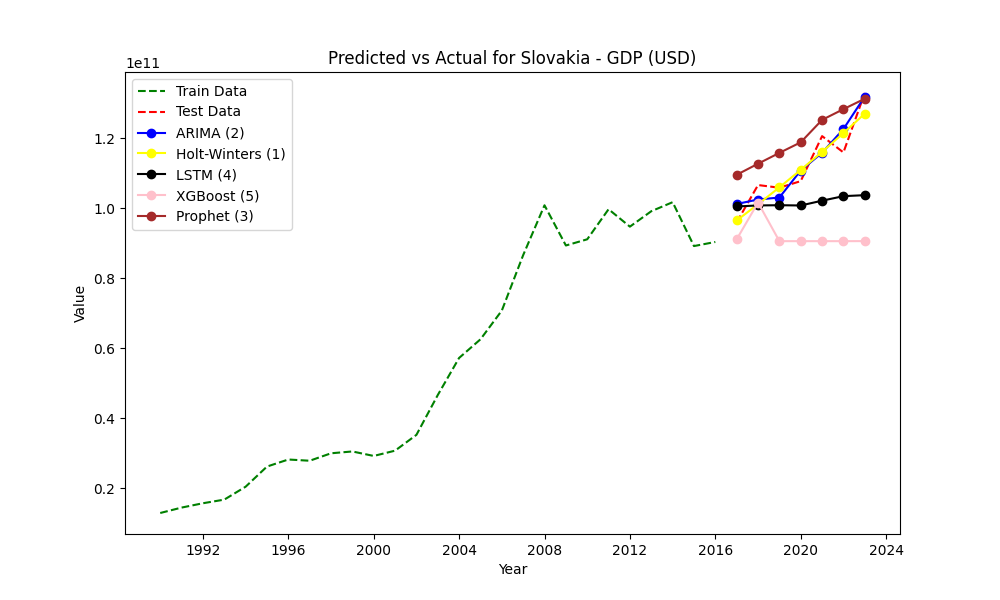 Predicted vs Actual for Slovakia - GDP (USD)
1e11
Train Data
Test Data
ARIMA (2)
Holt-Winters (1)
LSTM (4)
XGBoost (5)
Prophet (3)
1.2
1.0
0.8
0.6
0.4
0.2
Value
1992 1996 2000 2004 2008 2012 2016 2020 2024
Year